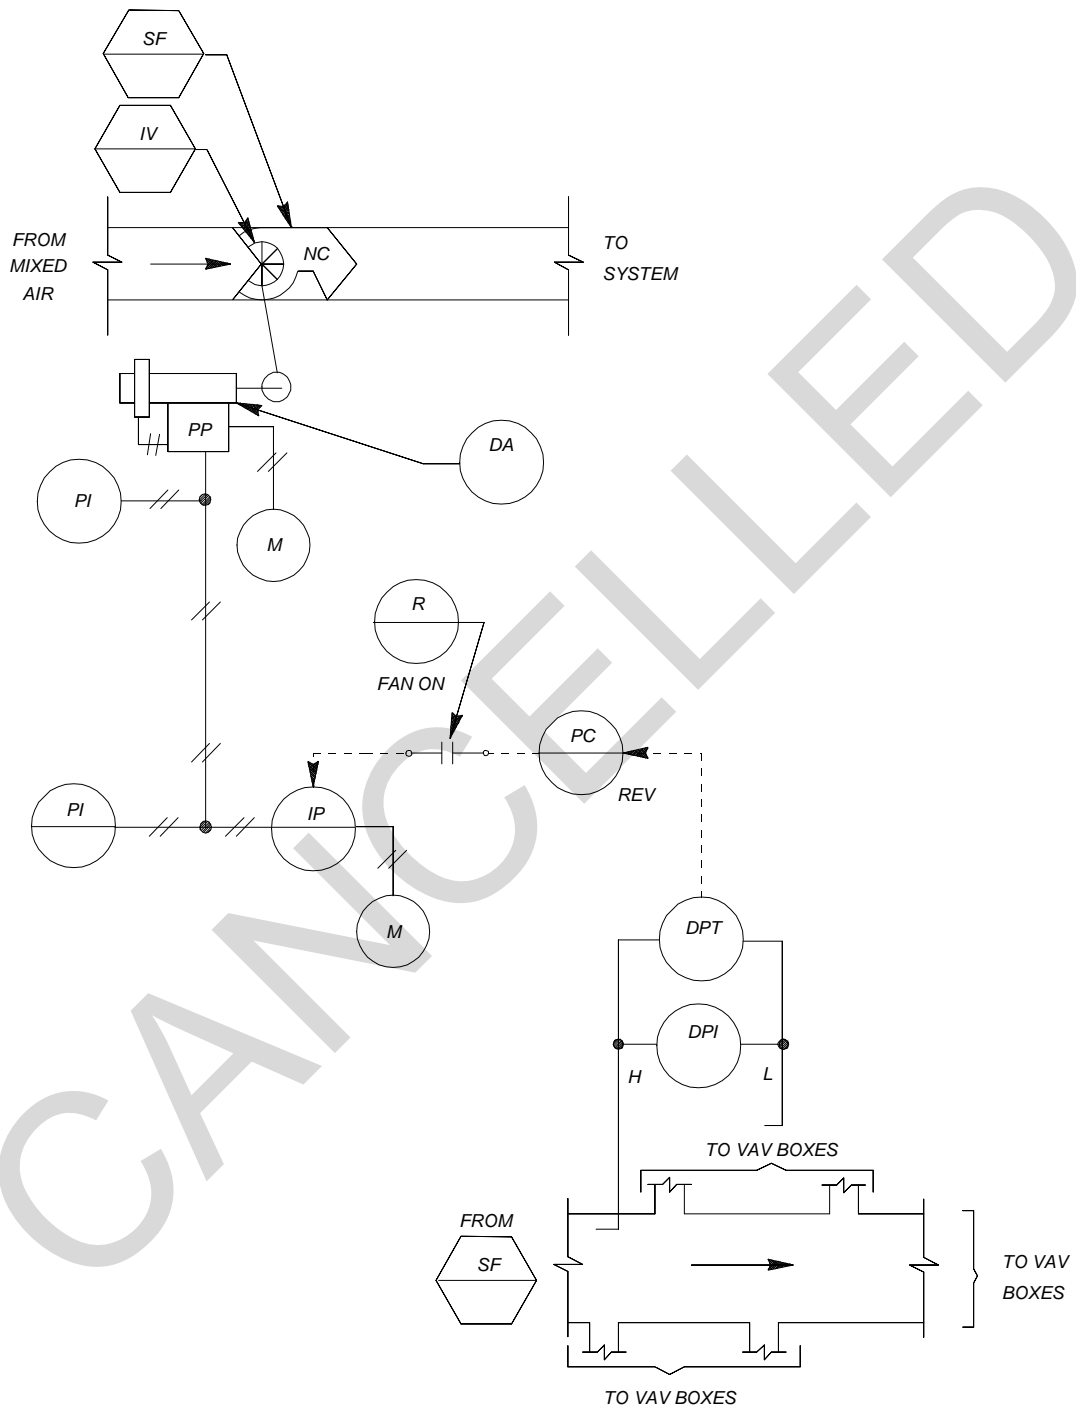 SF
IV
FROM
MIXED
AIR
NC
TO
SYSTEM
PP
DA
PI
M
R
FAN ON
PC
REV
PI
IP
M
DPT
DPI
H
L
TO VAV BOXES
FROM
SF
TO VAV
BOXES
TO VAV BOXES
CANCELLED